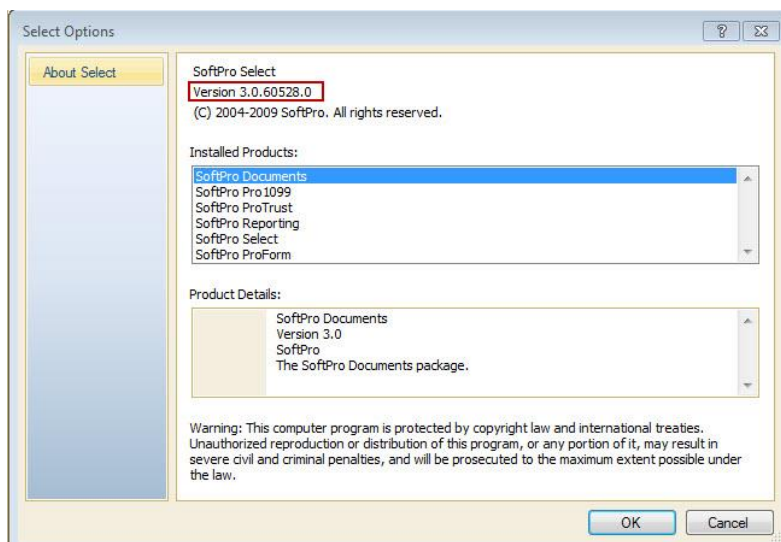 Select Options
About Select
SoftPro Select
Version 3.0.60528.0
(C) 2004-2009 SoftPro. All rights reserved.
Installed Products:
SoftPro Documents
SoftPro Pro1099
SoftPro ProTrust
SoftPro Reporting
SoftPro Select
SoftPro ProForm
Product Details:
SoftPro Documents
Version 3.0
SoftPro
The SoftPro Documents package.
Warning: This computer program is protected by copyright law and international treaties.
Unauthorized reproduction or distribution of this program, or any portion of it, may result in
severe civil and criminal penalties, and will be prosecuted to the maximum extent possible under
the law.
OK
Cancel